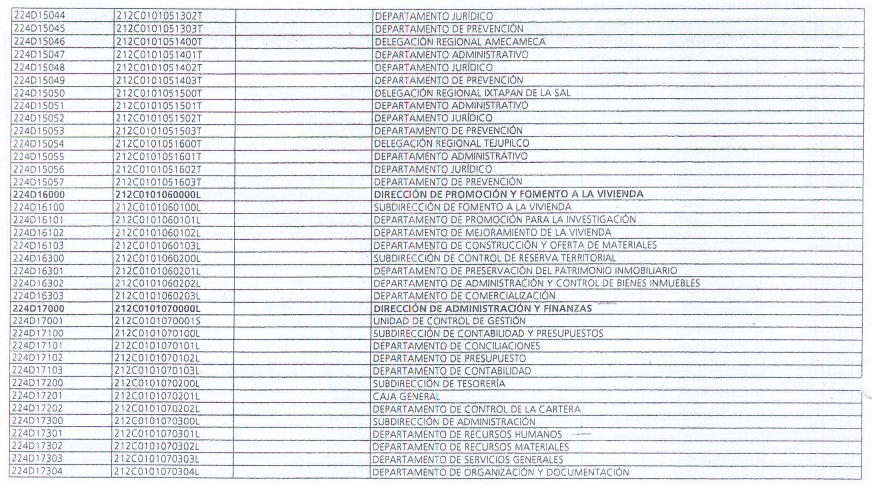 224D15044 212C0101051302T DEPARTAMENTO JURÍDICO
224D15045 212C0101051303T DEPARTAMENTO DE PREVENCIÓN
224D15046 212C0101051400T DELEGACIÓN REGIONAL AMECAMECA
224D15047 212C0101051401T DEPARTAMENTO ADMINISTRATIVO
224D15048 212C0101051402T DEPARTAMENTO JURÍDICO
224D15049 212C0101051403T DEPARTAMENTO DE PREVENCIÓN
224D15050 212C0101051500T DELEGACIÓN REGIONAL IXTAPAN DE LA SAL
224D15051 212C0101051501T DEPARTAMENTO ADMINISTRATIVO
224D15052 212C0101051502T DEPARTAMENTO JURÍDICO
224D15053 212C0101051503T DEPARTAMENTO DE PREVENCIÓN
224D15054 212C0101051600T DELEGACIÓN REGIONAL TEJUPILCO
224D15055 212C0101051601T DEPARTAMENTO ADMINISTRATIVO
224D15056 212C0101051602T DEPARTAMENTO JURÍDICO
224D15057 212C0101051603T DEPARTAMENTO DE PREVENCIÓN
224D16000 212C0101060000L DIRECCIÓN DE PROMOCIÓN Y FOMENTO A LA VIVIENDA
224D16100 212C0101060100L SUBDIRECCIÓN DE FOMENTO A LA VIVIENDA
224D16101 212C0101060101L DEPARTAMENTO DE PROMOCIÓN PARA LA INVESTIGACIÓN
224D16102 212C0101060102L DEPARTAMENTO DE MEJORAMIENTO DE LA VIVIENDA
224D16103 212C0101060103L DEPARTAMENTO DE CONSTRUCCIÓN Y OFERTA DE MATERIALES
224D16300 212C0101060200L SUBDIRECCIÓN DE CONTROL DE RESERVA TERRITORIAL
224D16301 212C0101060201L DEPARTAMENTO DE PRESERVACIÓN DEL PATRIMONIO INMOBILIARIO
224D16302 212C0101060202L DEPARTAMENTO DE ADMINISTRACIÓN Y CONTROL DE BIENES INMUEBLES
224D16303 212C0101060203L DEPARTAMENTO DE COMERCIALIZACIÓN
224D17000 212C0101070000L DIRECCIÓN DE ADMINISTRACIÓN Y FINANZAS
224D17001 212C0101070001S UNIDAD DE CONTROL DE GESTIÓN
224D17100 212C0101070100L SUBDIRECCIÓN DE CONTABILIDAD Y PRESUPUESTOS
224D17101 212C0101070101L DEPARTAMENTO DE CONCILIACIONES
224D17102 212C0101070102L DEPARTAMENTO DE PRESUPUESTO
224D17103 212C0101070103L DEPARTAMENTO DE CONTABILIDAD
224D17200 212C0101070200L SUBDIRECCIÓN DE TESORERÍA
224D17201 212C0101070201L CAJA GENERAL
224D17202 212C0101070202L DEPARTAMENTO DE CONTROL DE LA CARTERA
224D17300 212C0101070300L SUBDIRECCIÓN DE ADMINISTRACIÓN
224D17301 212C0101070301L DEPARTAMENTO DE RECURSOS HUMANOS
224D17302 212C0101070302L DEPARTAMENTO DE RECURSOS MATERIALES
224D17303 212C0101070303L DEPARTAMENTO DE SERVICIOS GENERALES
224D17304 212C0101070304L DEPARTAMENTO DE ORGANIZACIÓN Y DOCUMENTACIÓN